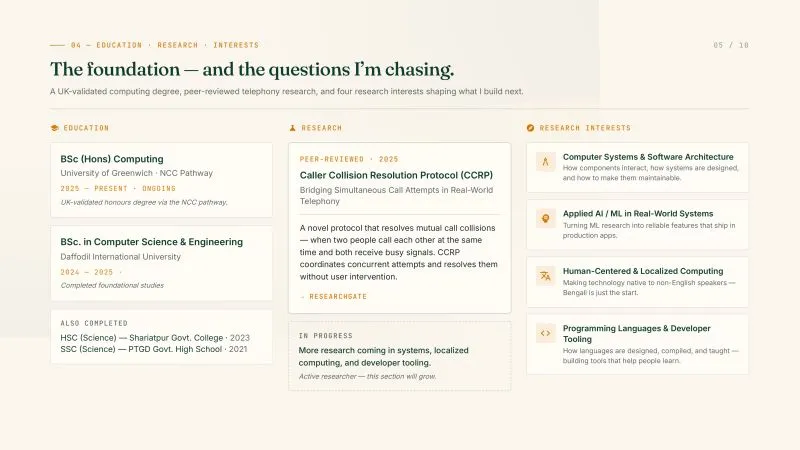 04 — EDUCATION · RESEARCH · INTERESTS
05 / 10
The foundation — and the questions I’m chasing.
A UK-validated computing degree, peer-reviewed telephony research, and four research interests shaping what I build next.
EDUCATION
BSc (Hons) Computing
University of Greenwich · NCC Pathway
2025 — PRESENT · ONGOING
UK-validated honours degree via the NCC pathway.
BSc. in Computer Science & Engineering
Daffodil International University
2024 — 2025 ·
Completed foundational studies
ALSO COMPLETED
HSC (Science) — Shariatpur Govt. College · 2023
SSC (Science) — PTGD Govt. High School · 2021
RESEARCH
PEER-REVIEWED · 2025
Caller Collision Resolution Protocol (CCRP)
Bridging Simultaneous Call Attempts in Real-World
Telephony
A novel protocol that resolves mutual call collisions
— when two people call each other at the same
time and both receive busy signals. CCRP
coordinates concurrent attempts and resolves them
without user intervention.
→ RESEARCHGATE
IN PROGRESS
More research coming in systems, localized
computing, and developer tooling.
Active researcher — this section will grow.
RESEARCH INTERESTS
Computer Systems & Software Architecture
How components interact, how systems are designed,
and how to make them maintainable.
Applied AI / ML in Real-World Systems
Turning ML research into reliable features that ship in
production apps.
Human-Centered & Localized Computing
Making technology native to non-English speakers —
Bengali is just the start.
Programming Languages & Developer
Tooling
How languages are designed, compiled, and taught —
building tools that help people learn.